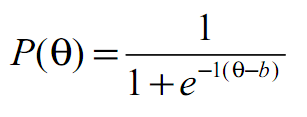 P(θ) = 1 / (1 + e^{-1(θ-b)})